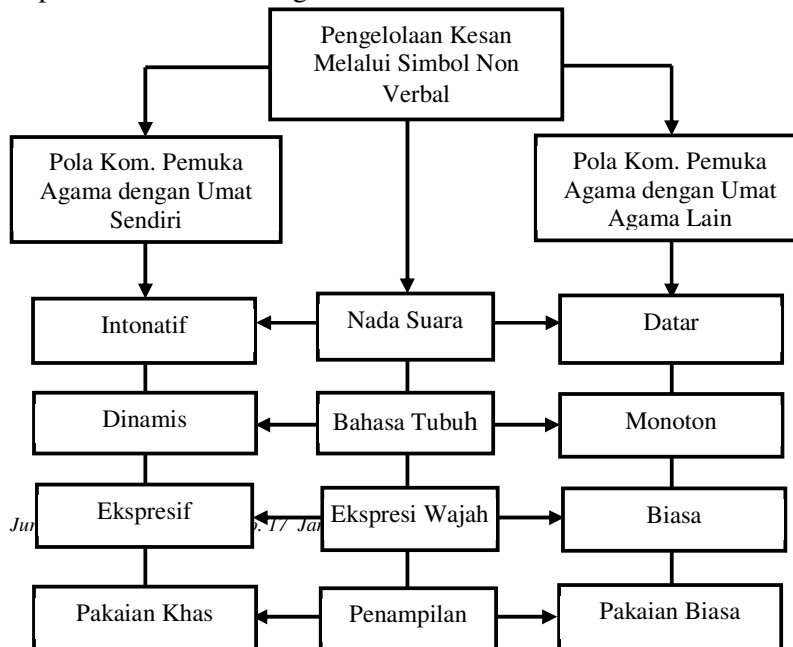 Pengelolaan Kesan
Melalui Simbol Non
Verbal
Pola Kom. Pemuka
Agama dengan Umat
Sendiri
Pola Kom. Pemuka
Agama dengan Umat
Agama Lain
Intonatif
Nada Suara
Datar
Dinamis
Bahasa Tubuh
Monoton
Ekspresif
Ekspresi Wajah
Biasa
17
Pakaian Khas
Penampilan
Pakaian Biasa